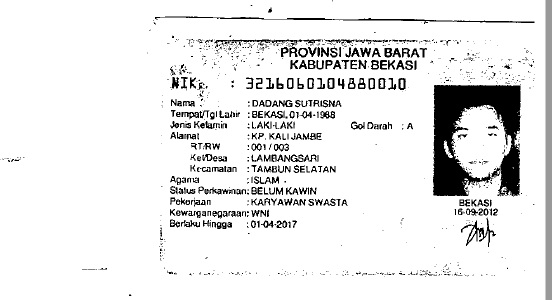 PROVINSI JAWA BARAT
KABUPATEN BEKASI
NIK : 3216060104880010
Nama : DADANG SUTRISNA
Tempat/Tgl Lahir : BEKASI, 01-04-1988
Jenis Kelamin : LAKI-LAKI Gol Darah : A
Alamat : KP. KALI JAMBE
RT/RW : 001 / 003
Kel/Desa : LAMBANGSARI
Kecamatan : TAMBUN SELATAN
Agama : ISLAM
Status Perkawinan: BELUM KAWIN
Pekerjaan : KARYAWAN SWASTA
Kewarganegaraan: WNI
Berlaku Hingga : 01-04-2017
BEKASI
16-09-2012